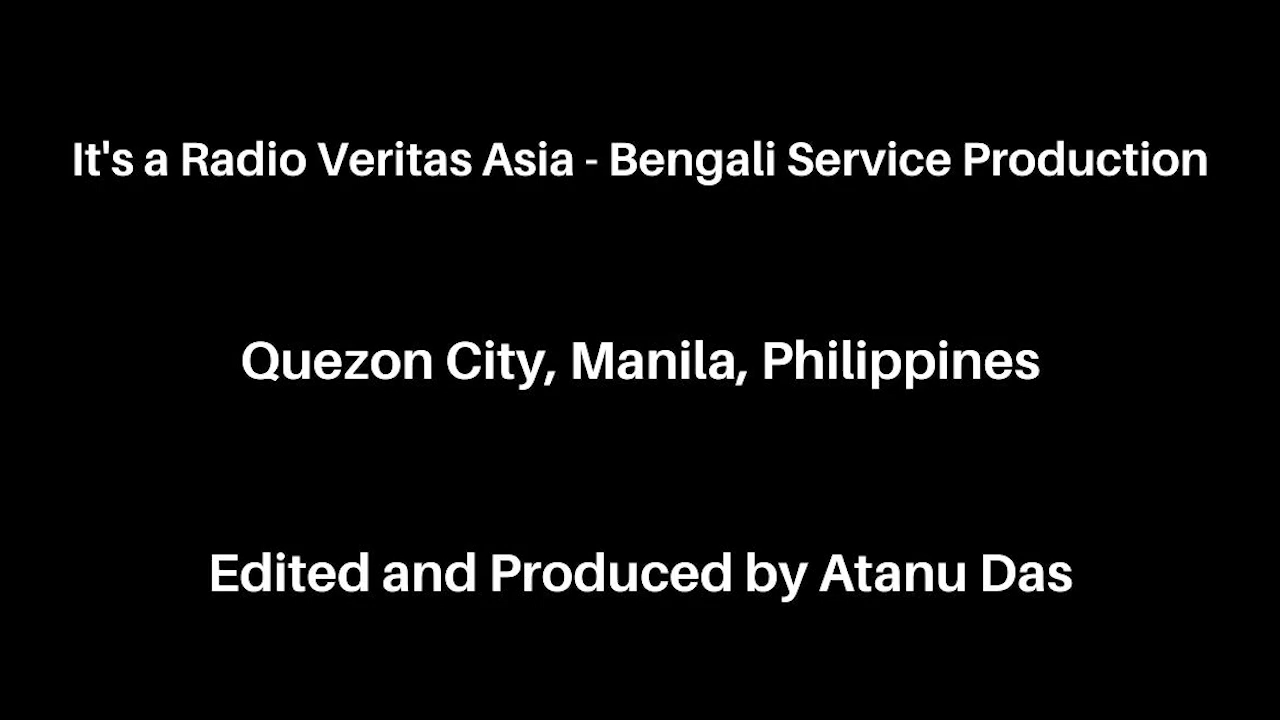 It's a Radio Veritas Asia - Bengali Service Production
Quezon City, Manila, Philippines
Edited and Produced by Atanu Das